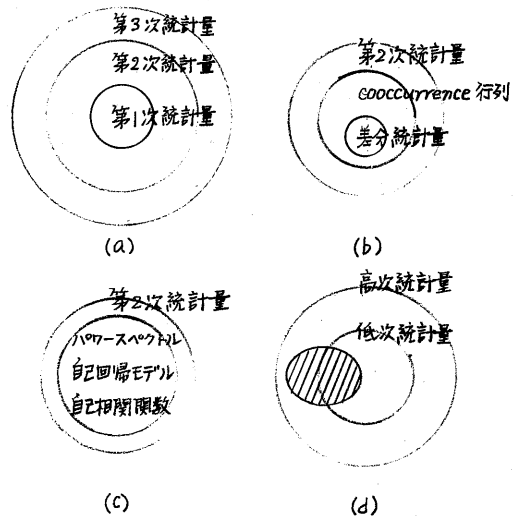 第3次統計量
第2次統計量
第1次統計量
(a)
第2次統計量
cooccurrence 行列
差分統計量
(b)
第2次統計量
パワースペクトル
自己回帰モデル
自己相関関数
(c)
高次統計量
低次統計量
(d)